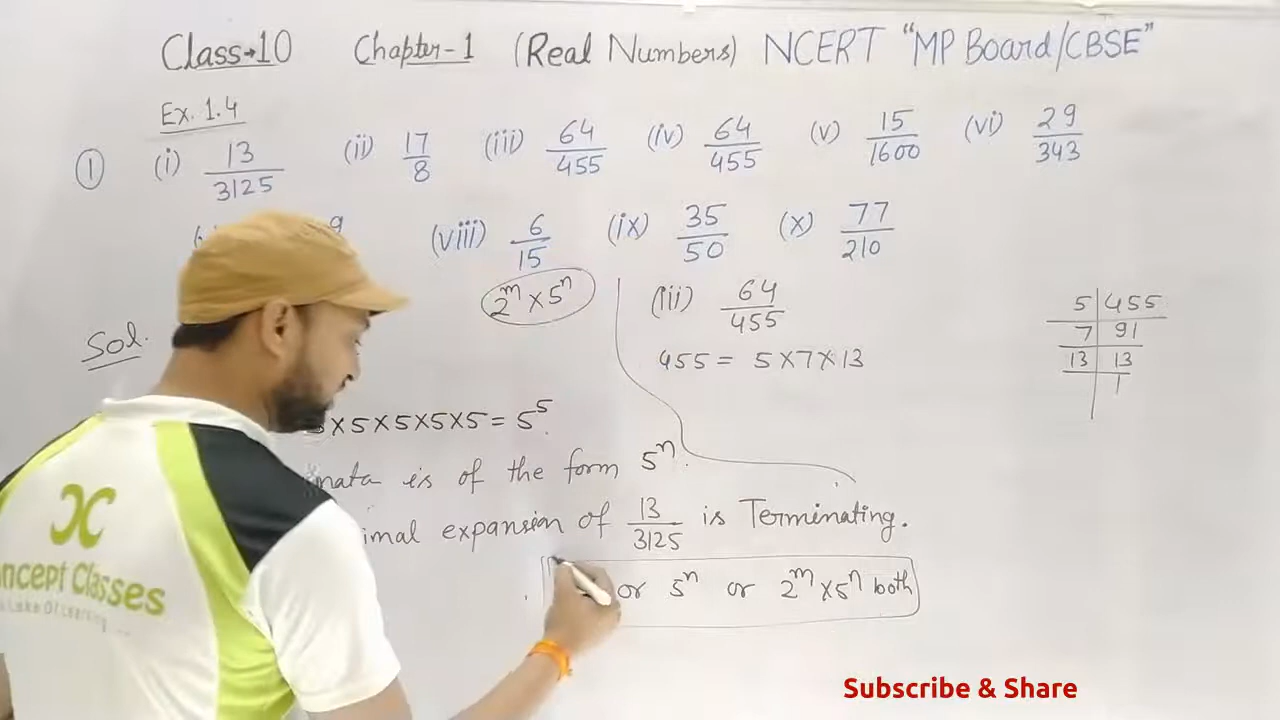 Class→10 Chapter-1 (Real Numbers) NCERT "MP Board/CBSE"
Ex. 1.4
① (i) 13/3125 (ii) 17/8 (iii) 64/455 (iv) 64/455 (v) 15/1600 (vi) 29/343
(viii) 6/15 (ix) 35/50 (x) 77/210
2^m × 5^n
Sol.
×5×5×5×5 = 5^5.
is of the form 5^n.
expansion of 13/3125 is Terminating.
or 5^n or 2^m × 5^n both
(iii) 64/455
455 = 5×7×13
5 | 455
7 | 91
13 | 13
1
Concept Classes
Subscribe & Share